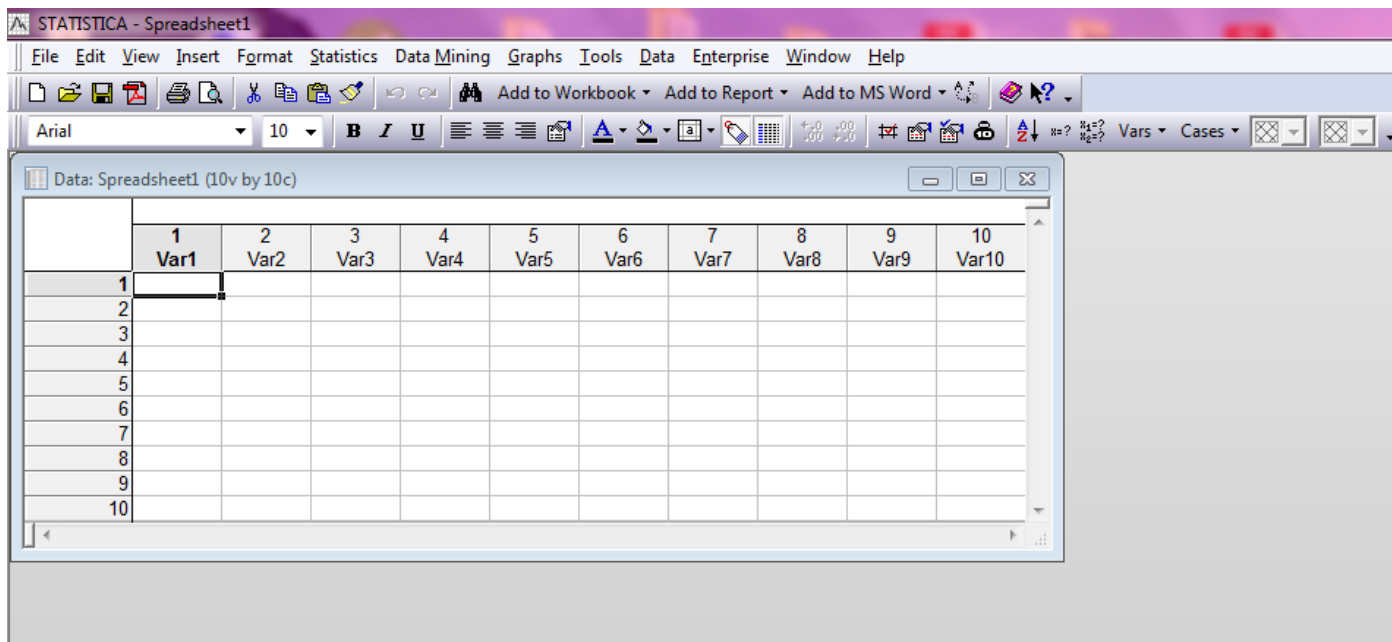 STATISTICA - Spreadsheet1
File Edit View Insert Format Statistics Data Mining Graphs Tools Data Enterprise Window Help
Add to Workbook Add to Report Add to MS Word
Arial 10 B I U A Vars Cases
Data: Spreadsheet1 (10v by 10c)
1 2 3 4 5 6 7 8 9 10
Var1 Var2 Var3 Var4 Var5 Var6 Var7 Var8 Var9 Var10
1
2
3
4
5
6
7
8
9
10